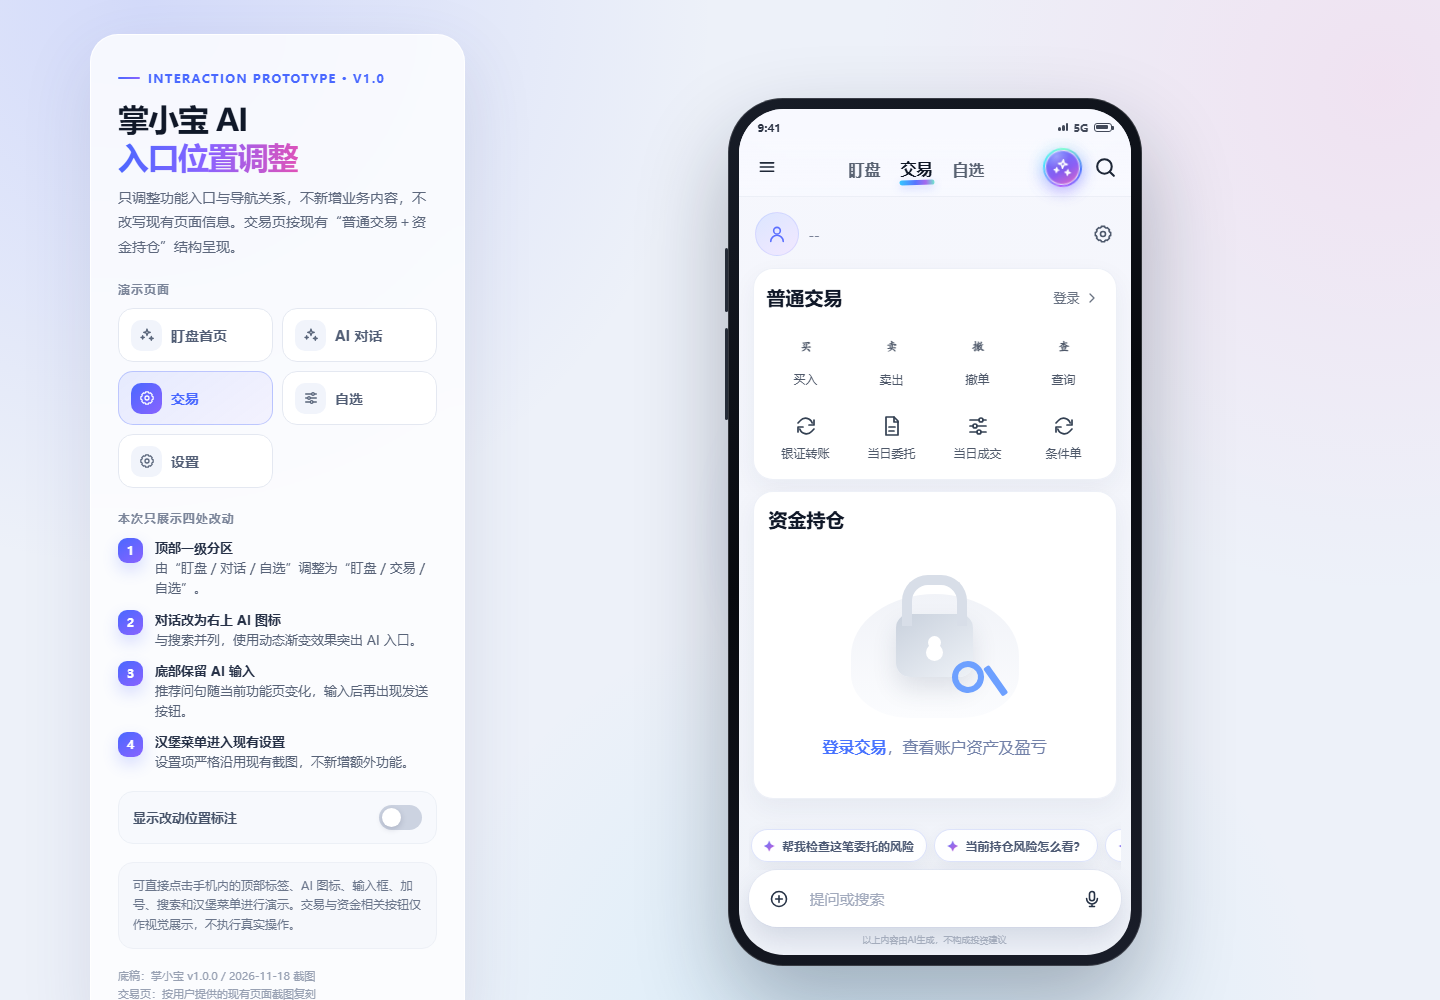 INTERACTION PROTOTYPE • V1.0
掌小宝 AI
入口位置调整
只调整功能入口与导航关系，不新增业务内容，不
改写现有页面信息。交易页按现有“普通交易 + 资
金持仓”结构呈现。
演示页面
盯盘首页
AI 对话
交易
自选
设置
本次只展示四处改动
1
顶部一级分区
由“盯盘 / 对话 / 自选”调整为“盯盘 / 交易 /
自选”。
2
对话改为右上 AI 图标
与搜索并列，使用动态渐变效果突出 AI 入口。
3
底部保留 AI 输入
推荐问句随当前功能页变化，输入后再出现发送
按钮。
4
汉堡菜单进入现有设置
设置项严格沿用现有截图，不新增额外功能。
显示改动位置标注
可直接点击手机内的顶部标签、AI 图标、输入框、加
号、搜索和汉堡菜单进行演示。交易与资金相关按钮仅
作视觉展示，不执行真实操作。
底稿：掌小宝 v1.0.0 / 2026-11-18 截图
交易页：按用户提供的现有页面截图复刻
9:41
5G
盯盘
交易
自选
--
普通交易
登录
买
卖
撤
查
买入
卖出
撤单
查询
银证转账
当日委托
当日成交
条件单
资金持仓
登录交易，查看账户资产及盈亏
帮我检查这笔委托的风险
当前持仓风险怎么看?
提问或搜索
以上内容由AI生成，不构成投资建议